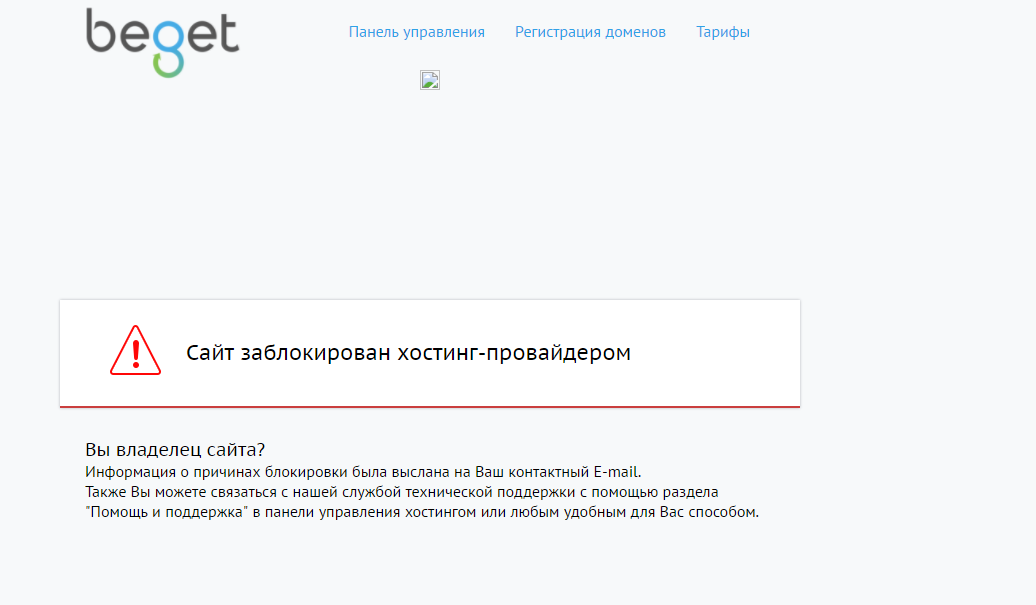 beget
Панель управления Регистрация доменов Тарифы
Сайт заблокирован хостинг-провайдером
Вы владелец сайта?
Информация о причинах блокировки была выслана на Ваш контактный E-mail.
Также Вы можете связаться с нашей службой технической поддержки с помощью раздела
"Помощь и поддержка" в панели управления хостингом или любым удобным для Вас способом.